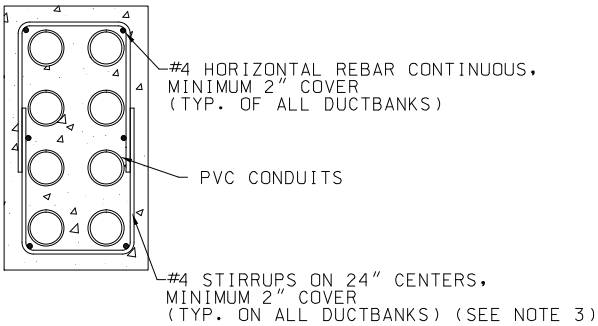 #4 HORIZONTAL REBAR CONTINUOUS,
MINIMUM 2" COVER
(TYP. OF ALL DUCTBANKS)
PVC CONDUITS
#4 STIRRUPS ON 24" CENTERS,
MINIMUM 2" COVER
(TYP. ON ALL DUCTBANKS) (SEE NOTE 3)